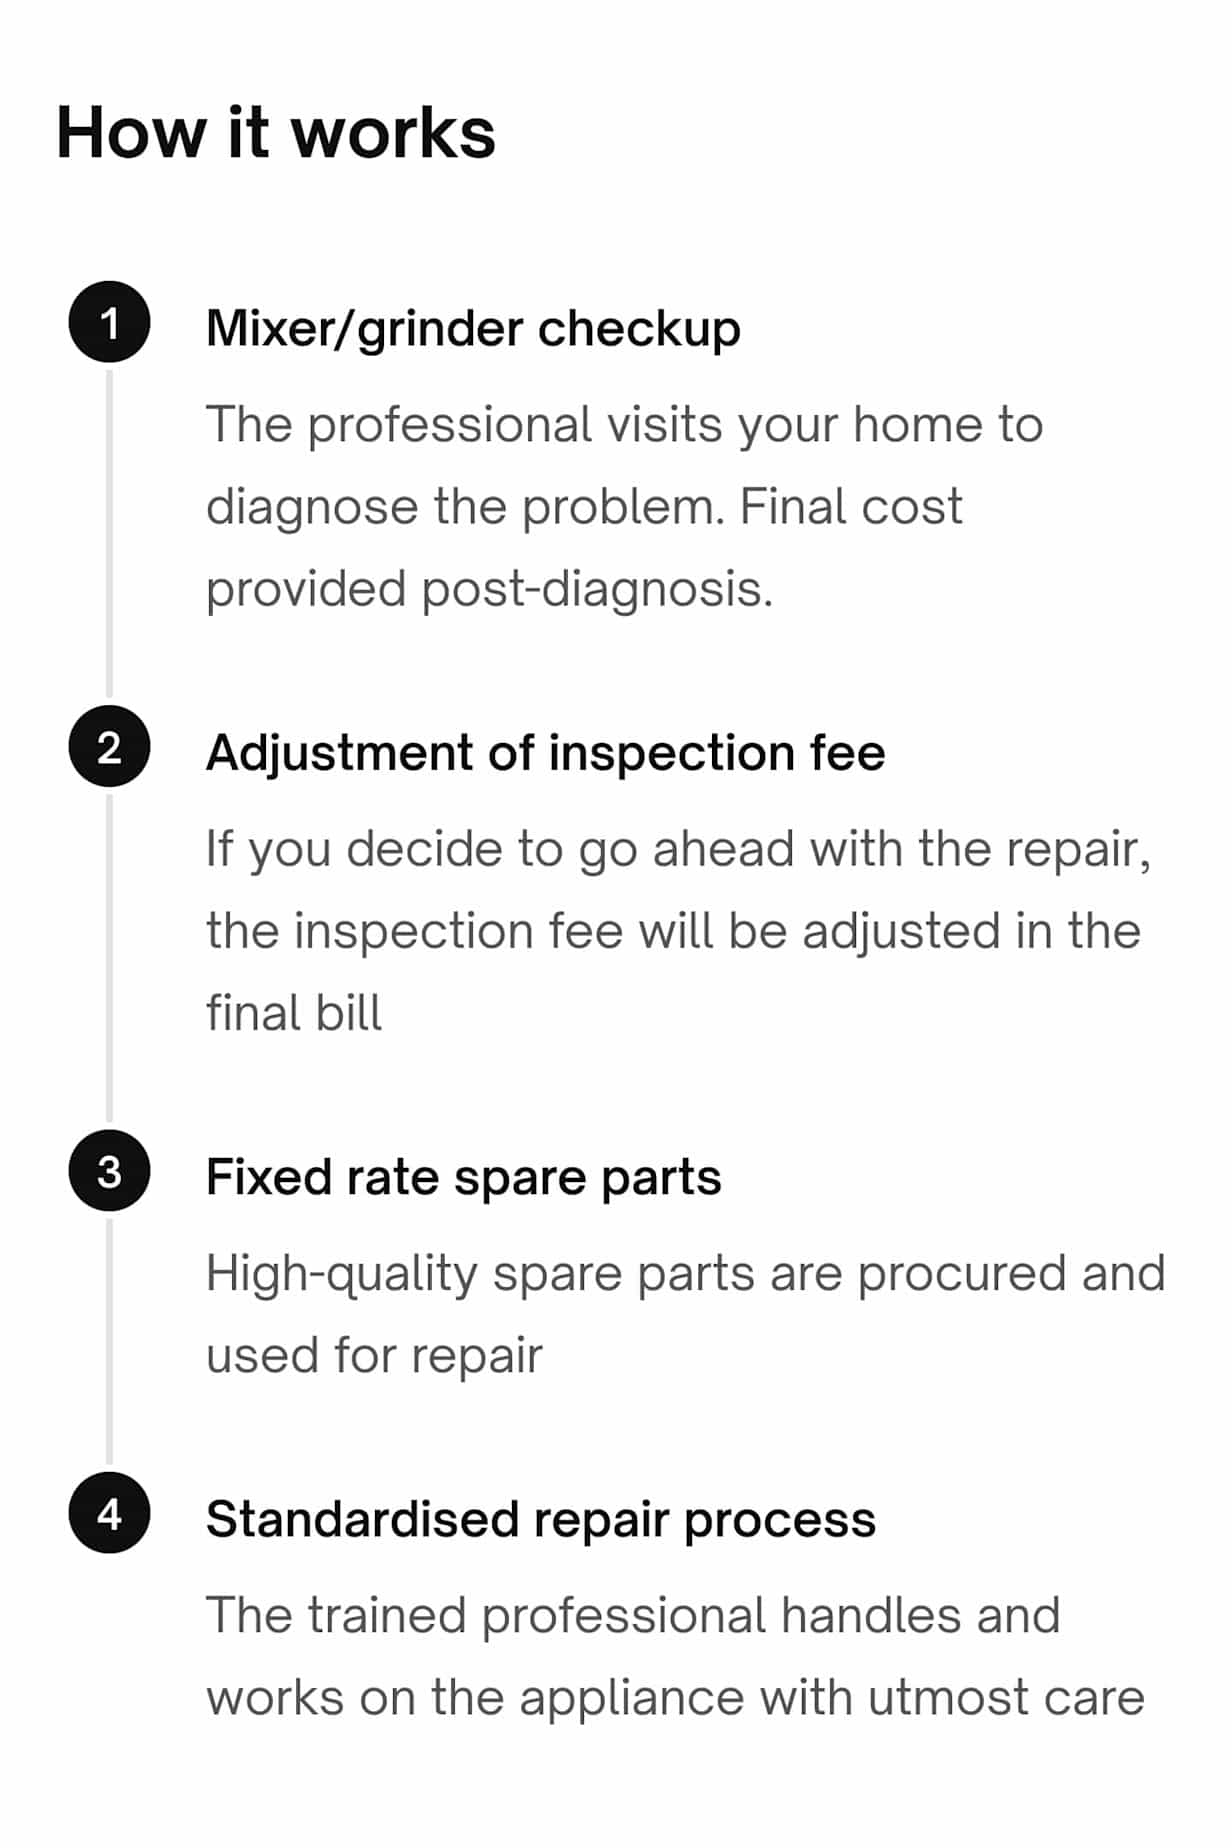 How it works
1
Mixer/grinder checkup
The professional visits your home to
diagnose the problem. Final cost
provided post-diagnosis.
2
Adjustment of inspection fee
If you decide to go ahead with the repair,
the inspection fee will be adjusted in the
final bill
3
Fixed rate spare parts
High-quality spare parts are procured and
used for repair
4
Standardised repair process
The trained professional handles and
works on the appliance with utmost care